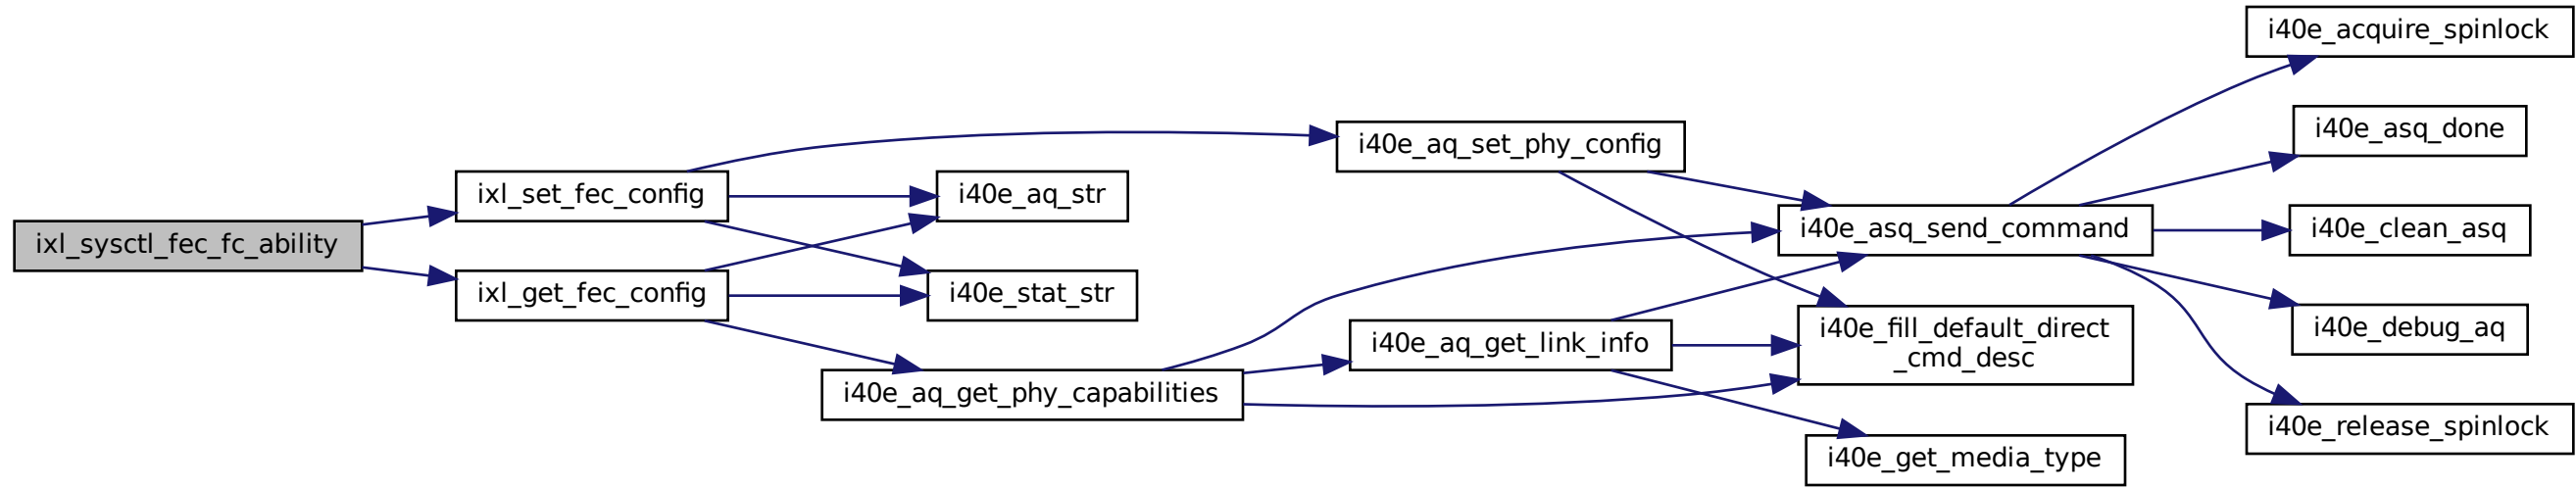 ixl_sysctl_fec_fc_ability
ixl_set_fec_config
ixl_get_fec_config
i40e_aq_str
i40e_stat_str
i40e_aq_get_phy_capabilities
i40e_aq_set_phy_config
i40e_aq_get_link_info
i40e_asq_send_command
i40e_fill_default_direct
_cmd_desc
i40e_get_media_type
i40e_acquire_spinlock
i40e_asq_done
i40e_clean_asq
i40e_debug_aq
i40e_release_spinlock